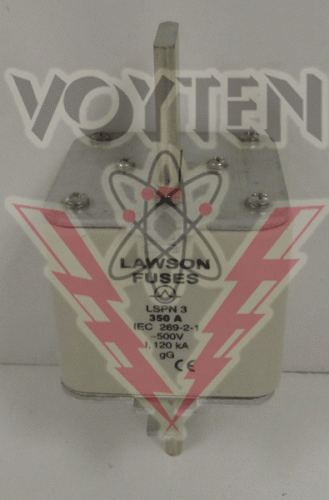 VOYTEN
LAWSON
FUSES
LSPN 3
350 A
IEC 269-2-1
~500V
120 kA
gG
CE